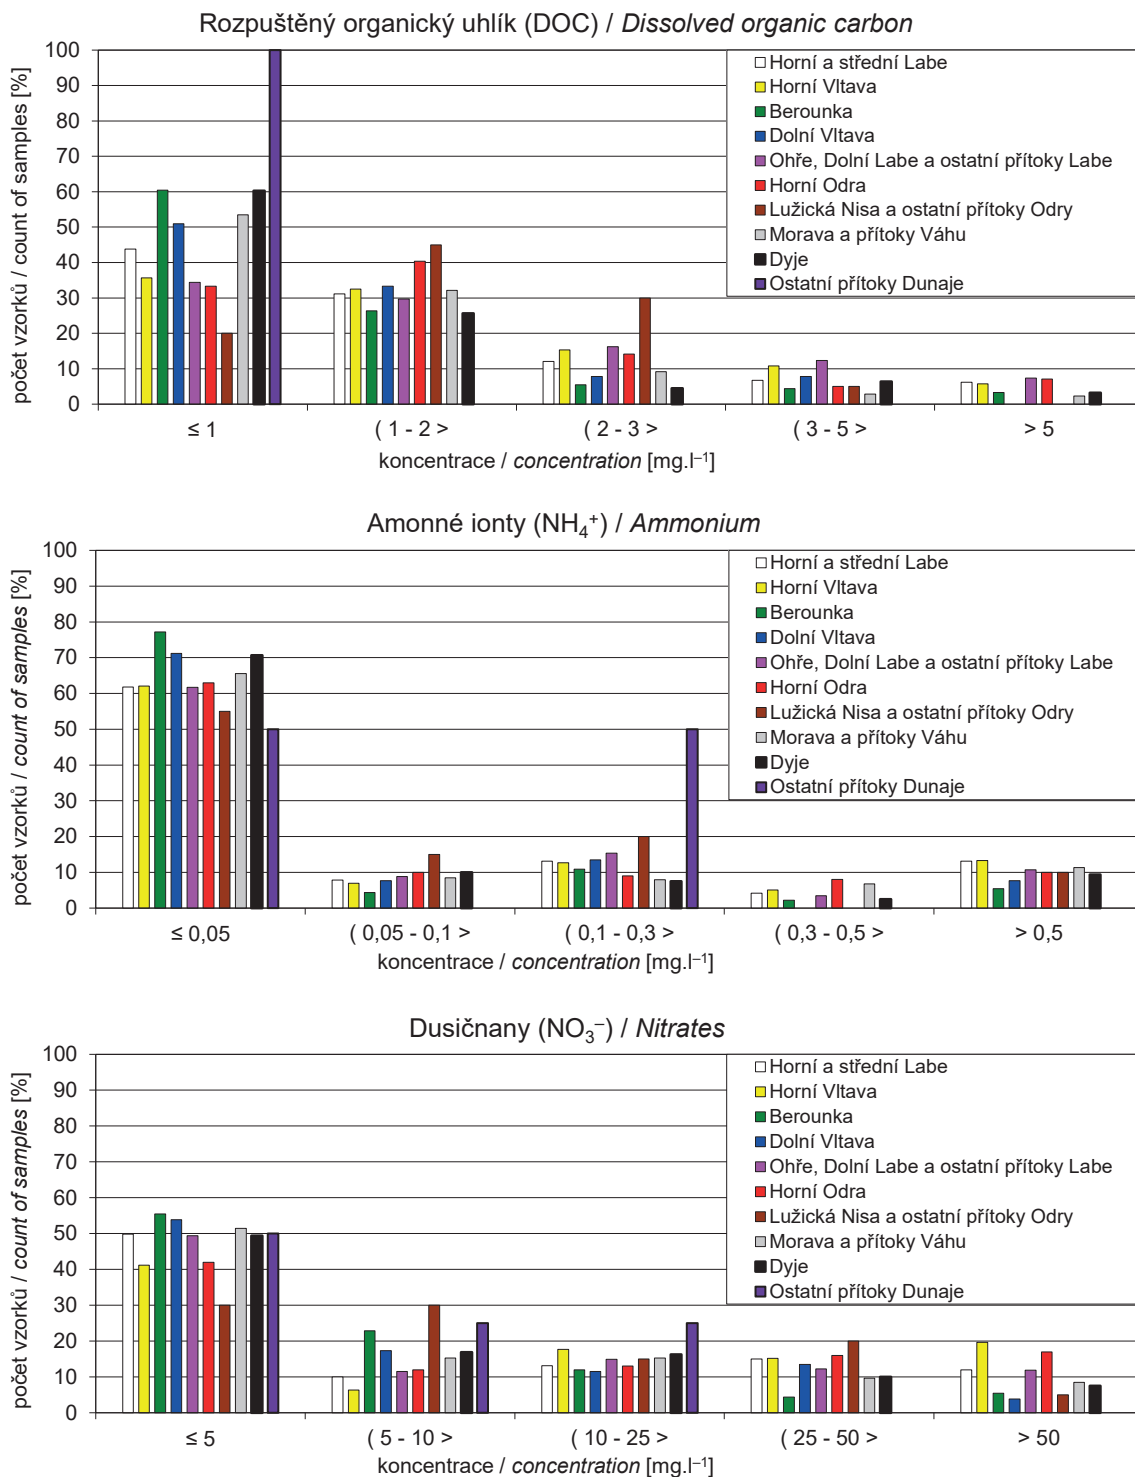 Rozpuštěný organický uhlík (DOC) / Dissolved organic carbon
počet vzorků / count of samples [%]
100
90
80
70
60
50
40
30
20
10
0
Horní a střední Labe
Horní Vltava
Berounka
Dolní Vltava
Ohře, Dolní Labe a ostatní přítoky Labe
Horní Odra
Lužická Nisa a ostatní přítoky Odry
Morava a přítoky Váhu
Dyje
Ostatní přítoky Dunaje
≤ 1 ( 1 - 2 > ( 2 - 3 > ( 3 - 5 > > 5
koncentrace / concentration [mg.l⁻¹]
Amonné ionty (NH₄⁺) / Ammonium
počet vzorků / count of samples [%]
100
90
80
70
60
50
40
30
20
10
0
Horní a střední Labe
Horní Vltava
Berounka
Dolní Vltava
Ohře, Dolní Labe a ostatní přítoky Labe
Horní Odra
Lužická Nisa a ostatní přítoky Odry
Morava a přítoky Váhu
Dyje
Ostatní přítoky Dunaje
≤ 0,05 ( 0,05 - 0,1 > ( 0,1 - 0,3 > ( 0,3 - 0,5 > > 0,5
koncentrace / concentration [mg.l⁻¹]
Dusičnany (NO₃⁻) / Nitrates
počet vzorků / count of samples [%]
100
90
80
70
60
50
40
30
20
10
0
Horní a střední Labe
Horní Vltava
Berounka
Dolní Vltava
Ohře, Dolní Labe a ostatní přítoky Labe
Horní Odra
Lužická Nisa a ostatní přítoky Odry
Morava a přítoky Váhu
Dyje
Ostatní přítoky Dunaje
≤ 5 ( 5 - 10 > ( 10 - 25 > ( 25 - 50 > > 50
koncentrace / concentration [mg.l⁻¹]